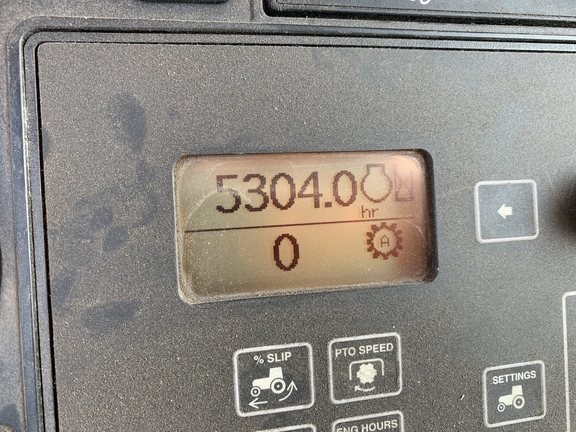 5304.0
hr
0
A
% SLIP
PTO SPEED
SETTINGS
ENG HOURS